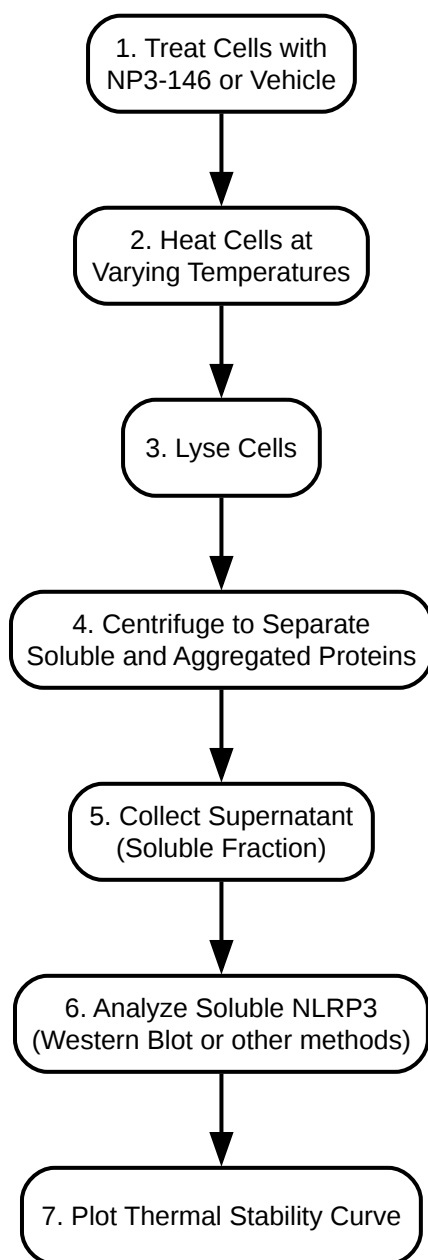 1. Treat Cells with
NP3-146 or Vehicle
2. Heat Cells at
Varying Temperatures
3. Lyse Cells
4. Centrifuge to Separate
Soluble and Aggregated Proteins
5. Collect Supernatant
(Soluble Fraction)
6. Analyze Soluble NLRP3
(Western Blot or other methods)
7. Plot Thermal Stability Curve